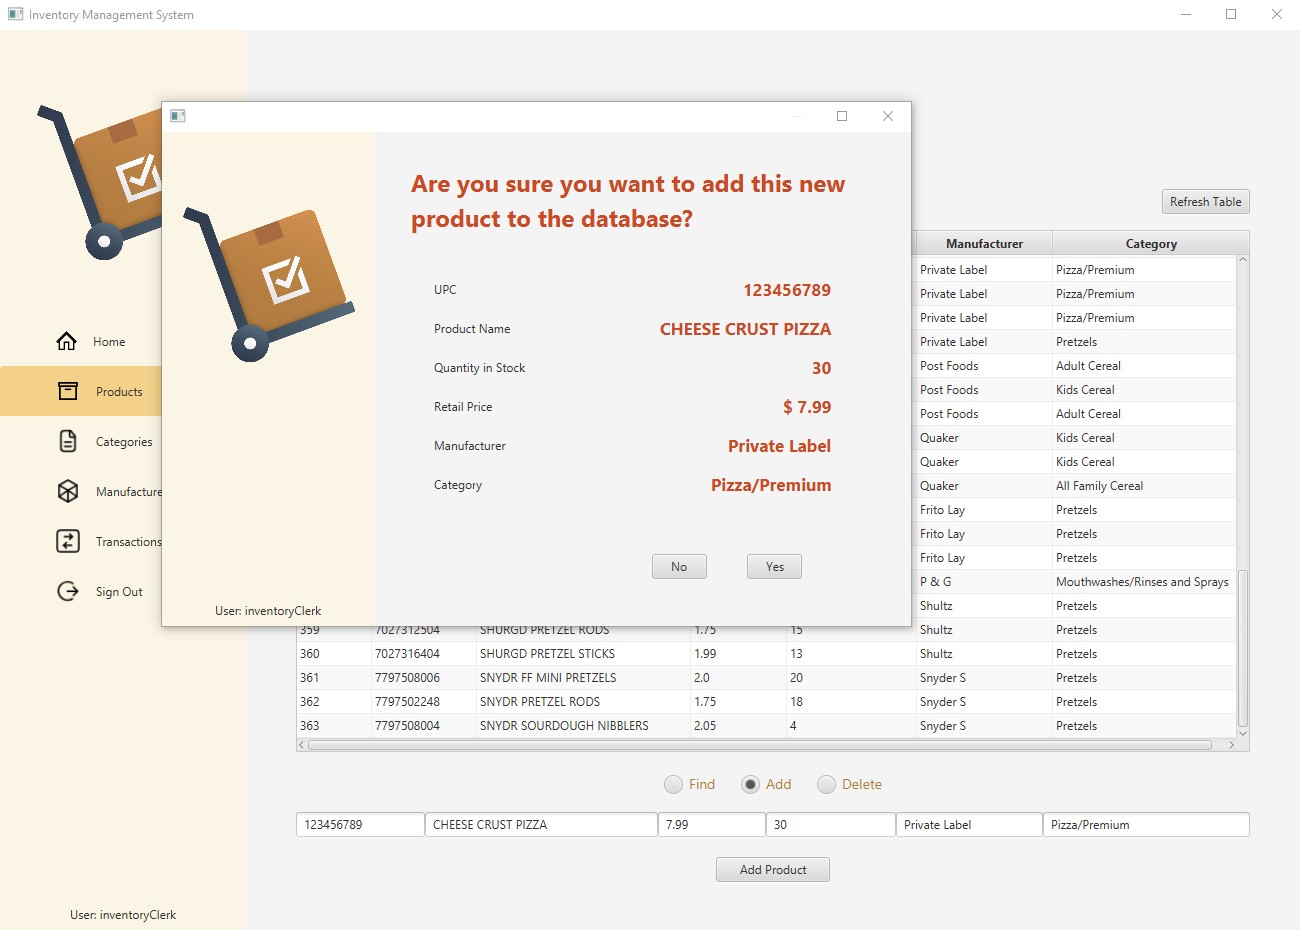 Inventory Management System
Home
Products
Categories
Manufacture
Transactions
Sign Out
User: inventoryClerk
Are you sure you want to add this new
product to the database?
UPC 123456789
Product Name CHEESE CRUST PIZZA
Quantity in Stock 30
Retail Price $ 7.99
Manufacturer Private Label
Category Pizza/Premium
No Yes
User: inventoryClerk
Refresh Table
Manufacturer Category
Private Label Pizza/Premium
Private Label Pizza/Premium
Private Label Pizza/Premium
Private Label Pretzels
Post Foods Adult Cereal
Post Foods Kids Cereal
Post Foods Adult Cereal
Quaker Kids Cereal
Quaker Kids Cereal
Quaker All Family Cereal
Frito Lay Pretzels
Frito Lay Pretzels
Frito Lay Pretzels
P & G Mouthwashes/Rinses and Sprays
Shultz Pretzels
359 7027312504 SHURGD PRETZEL RODS 1.75 15 Shultz Pretzels
360 7027316404 SHURGD PRETZEL STICKS 1.99 13 Shultz Pretzels
361 7797508006 SNYDR FF MINI PRETZELS 2.0 20 Snyder S Pretzels
362 7797502248 SNYDR PRETZEL RODS 1.75 18 Snyder S Pretzels
363 7797508004 SNYDR SOURDOUGH NIBBLERS 2.05 4 Snyder S Pretzels
Find Add Delete
123456789 CHEESE CRUST PIZZA 7.99 30 Private Label Pizza/Premium
Add Product